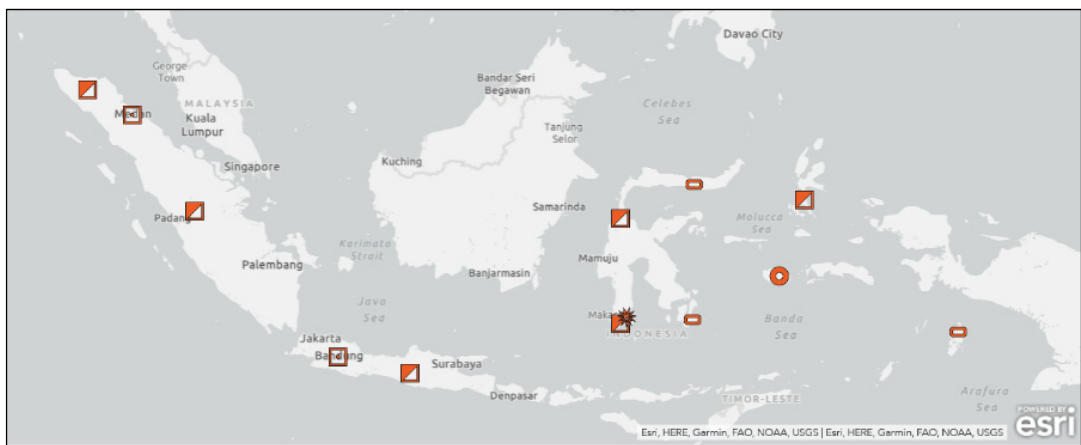 Davao City
George
Town
MALAYSIA
Kuala
Lumpur
Medan
Bandar Seri
Begawan
Celebes
Sea
Tanjung
Selor
Kuching
Singapore
Samarinda
Padang
Molucca
Sea
Karimata
Strait
Mamuju
Palembang
Banjarmasin
Java
Sea
Banda
Sea
INDONESIA
Jakarta
Bandung
Surabaya
Denpasar
TIMOR-LESTE
Arafura
Sea
POWERED BY
esri
Esri, HERE, Garmin, FAO, NOAA, USGS | Esri, HERE, Garmin, FAO, NOAA, USGS